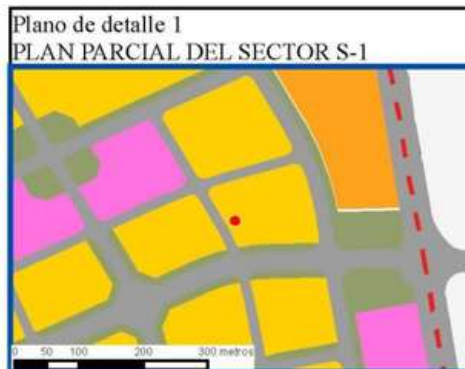 Plano de detalle 1
PLAN PARCIAL DEL SECTOR S-1
0 50 100 200 300 metros